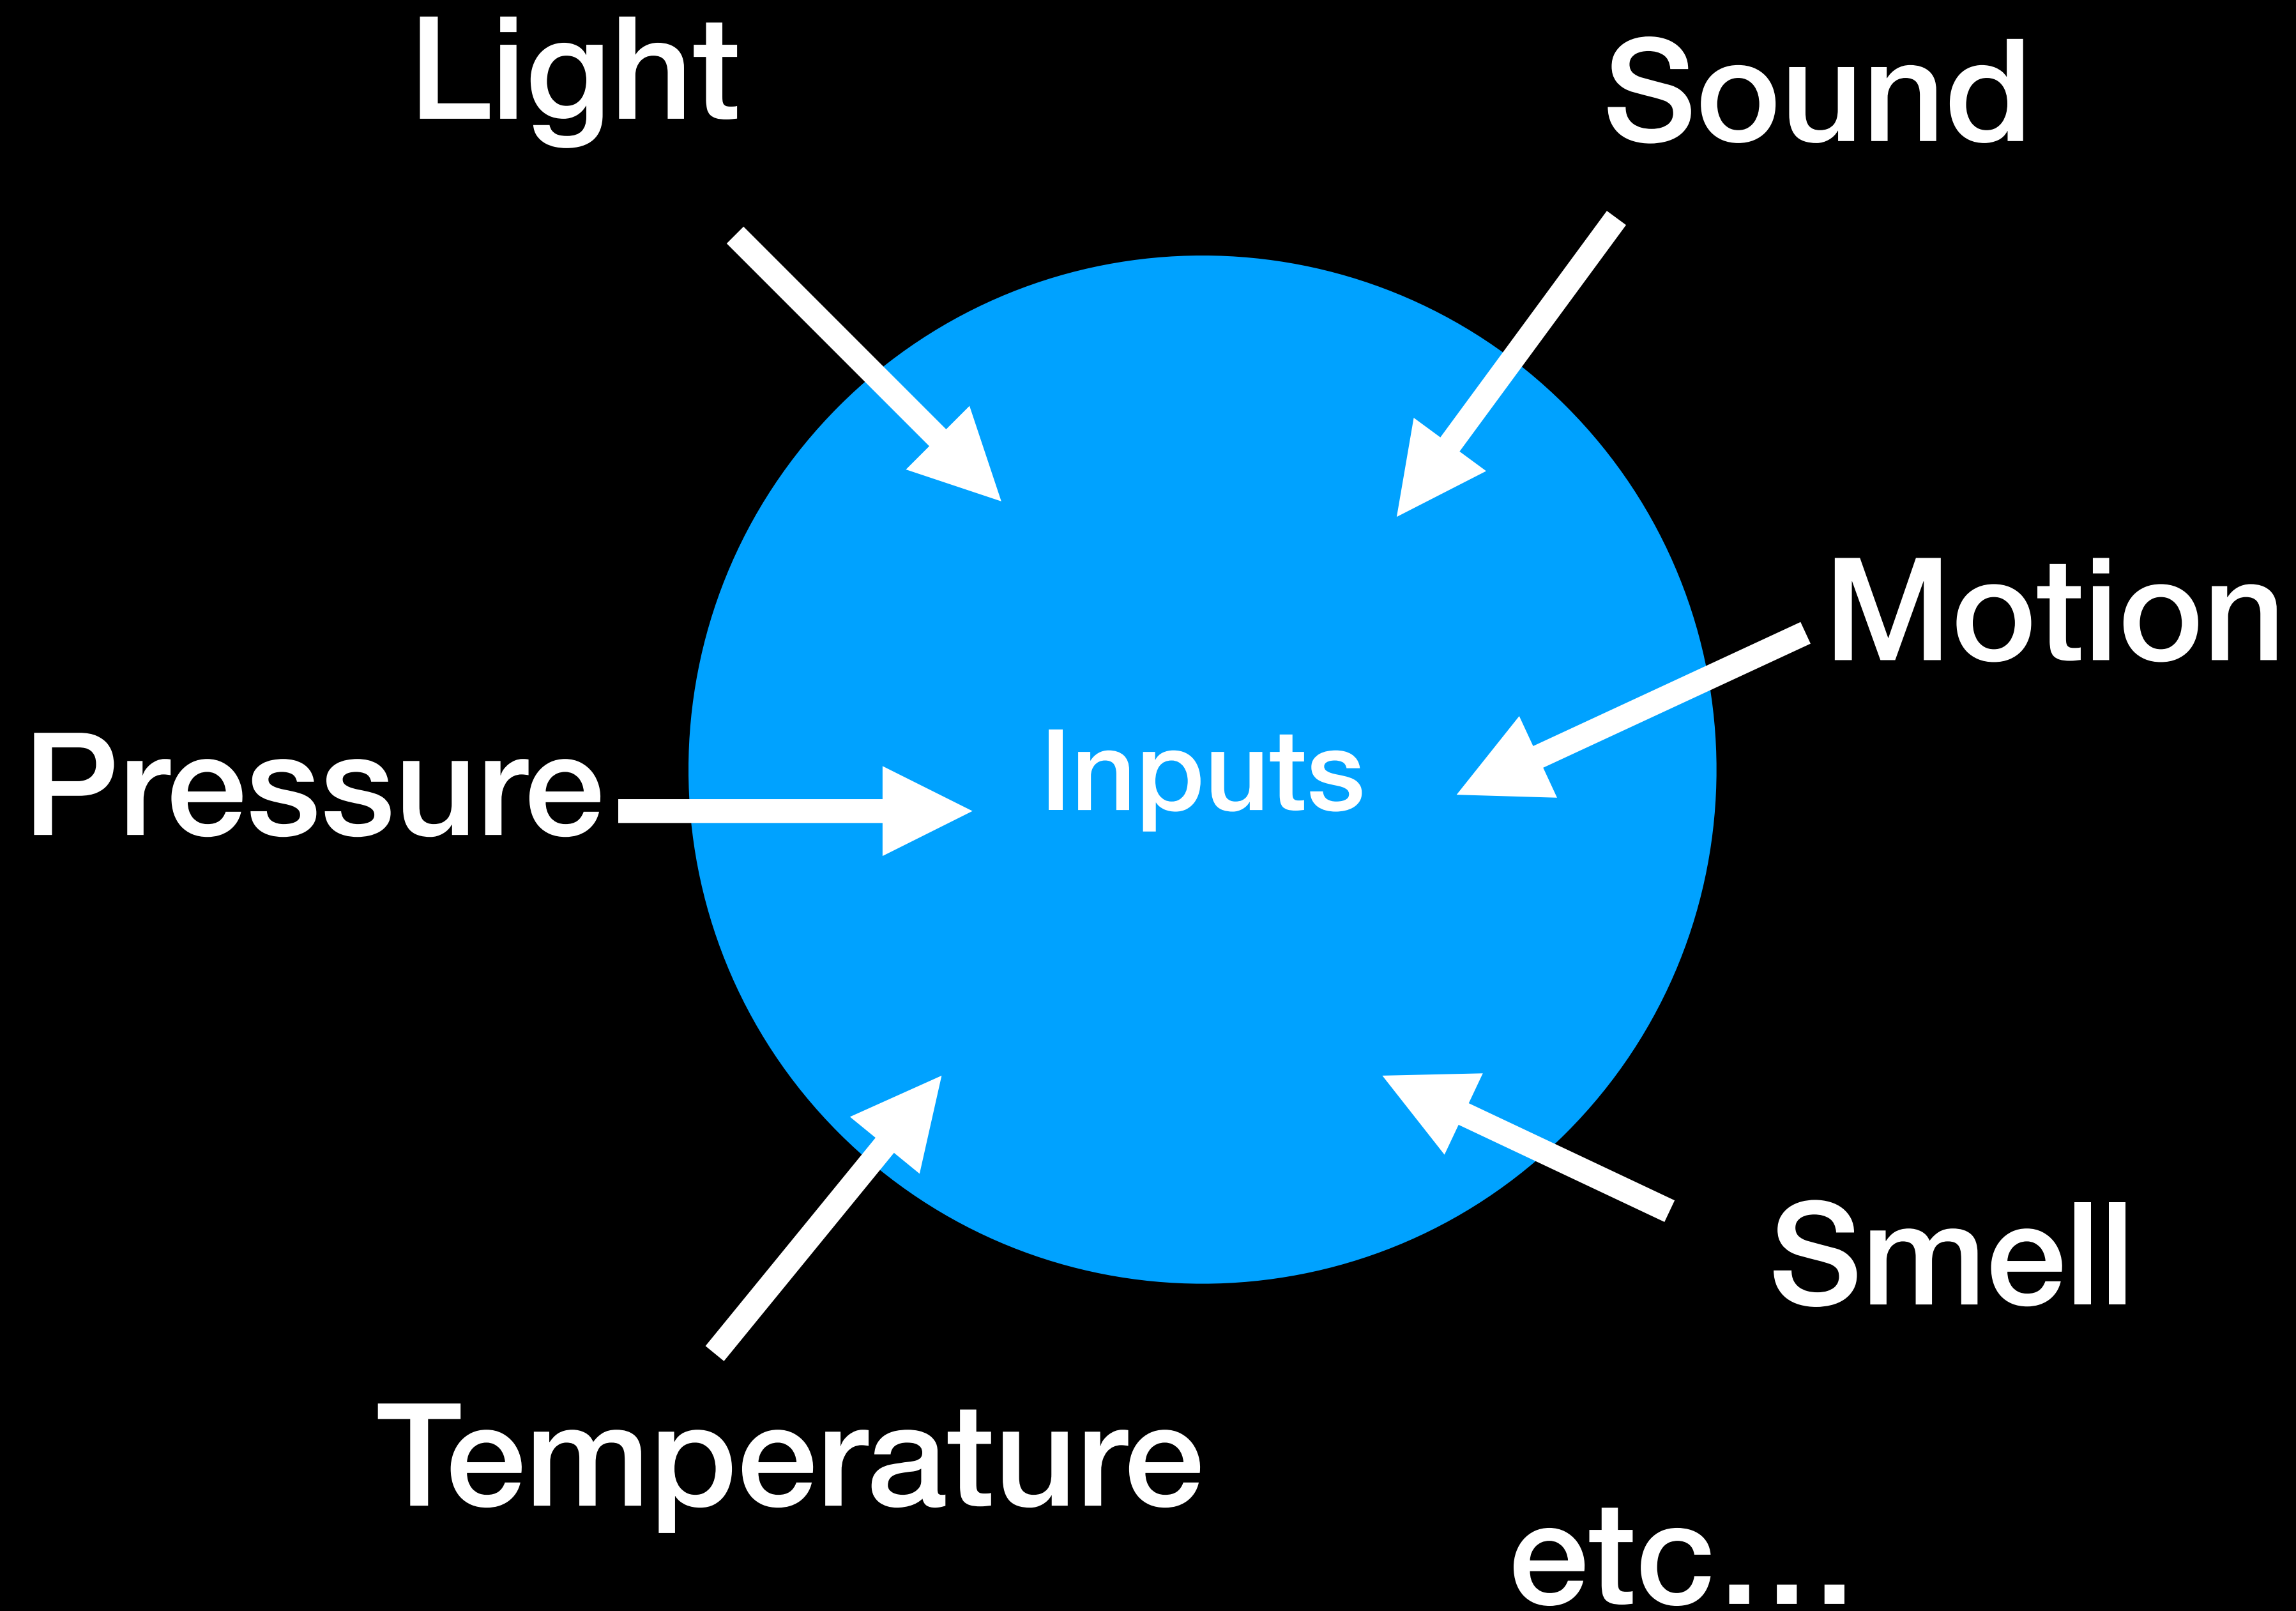 Light
Sound
Motion
Pressure
Inputs
Smell
Temperature
etc...